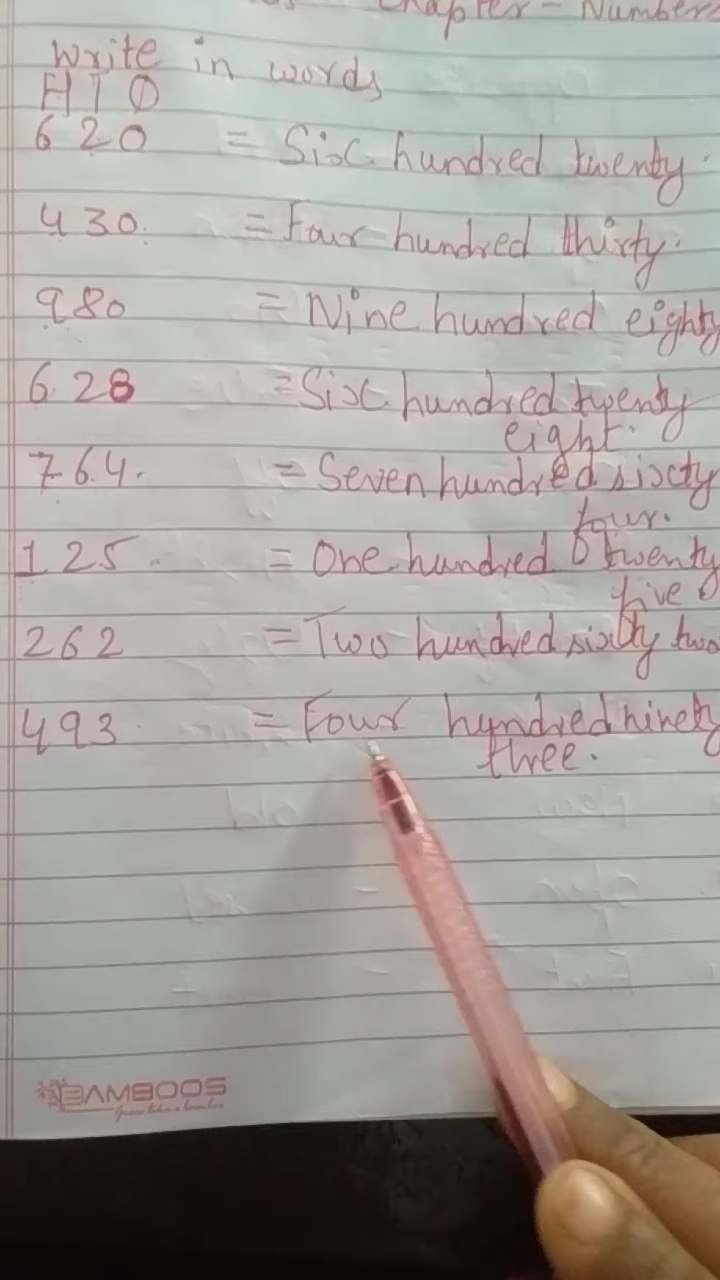 Chapter - Numbers
Write in words
H T O
620 = Six hundred twenty.
430. = Four hundred thirty.
980 = Nine hundred eighty
628 = Six hundred twenty
eight.
764. = Seven hundred sixty
four.
125. = One hundred twenty
five
262 = Two hundred sixty two
493 = Four hundred ninety
three.
BAMBOOS